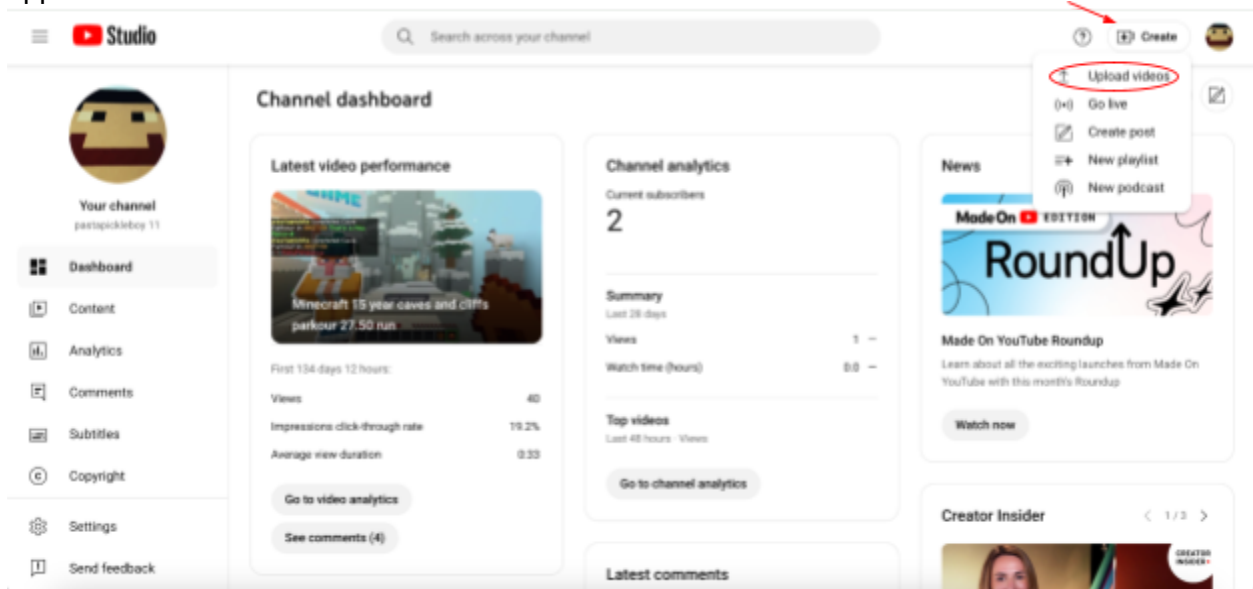 Studio
Search across your channel
Create
Upload videos
Go live
Create post
New playlist
New podcast
Your channel
pastapickleboy 11
Dashboard
Content
Analytics
Comments
Subtitles
Copyright
Settings
Send feedback
Channel dashboard
Latest video performance
Minecraft 15 year caves and cliffs
parkour 27.50 run
First 134 days 12 hours:
Views 40
Impressions click-through rate 19.2%
Average view duration 0:33
Go to video analytics
See comments (4)
Channel analytics
Current subscribers
2
Summary
Last 28 days
Views 1 —
Watch time (hours) 0.0 —
Top videos
Last 48 hours · Views
Go to channel analytics
Latest comments
News
Made On EDITION
RoundUp
Made On YouTube Roundup
Learn about all the exciting launches from Made On
YouTube with this month's Roundup
Watch now
Creator Insider
1/3
CREATOR
INSIDER